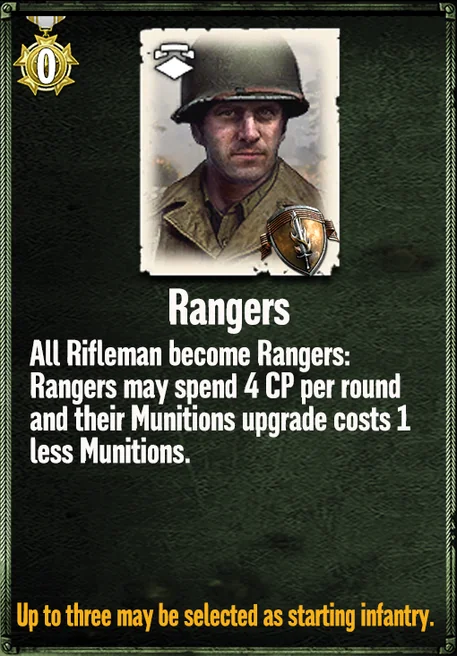 0
Rangers
All Rifleman become Rangers:
Rangers may spend 4 CP per round
and their Munitions upgrade costs 1
less Munitions.
Up to three may be selected as starting infantry.